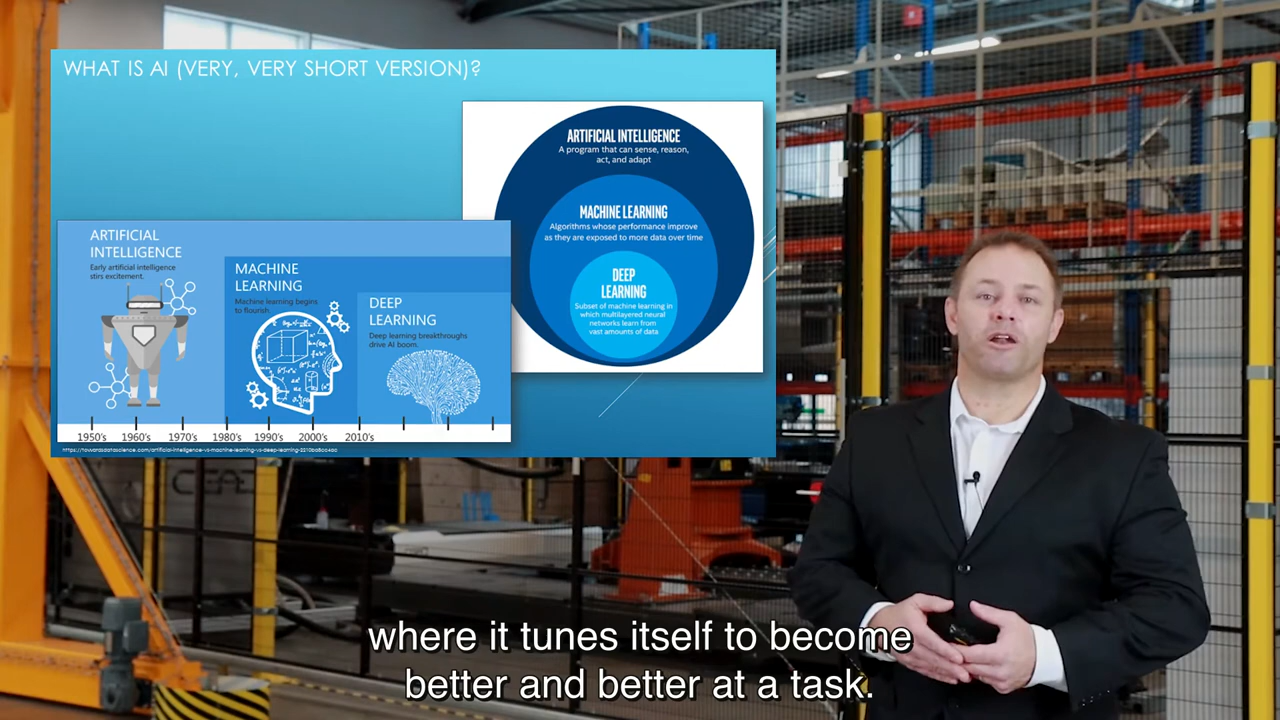 WHAT IS AI (VERY, VERY SHORT VERSION)?
ARTIFICIAL INTELLIGENCE
A program that can sense, reason,
act, and adapt
MACHINE LEARNING
Algorithms whose performance improve
as they are exposed to more data over time
DEEP
LEARNING
Subset of machine learning in
which multilayered neural
networks learn from
vast amounts of data
ARTIFICIAL
INTELLIGENCE
Early artificial intelligence
stirs excitement.
MACHINE
LEARNING
Machine learning begins
to flourish.
DEEP
LEARNING
Deep learning breakthroughs
drive AI boom.
1950's 1960's 1970's 1980's 1990's 2000's 2010's
where it tunes itself to become
better and better at a task.